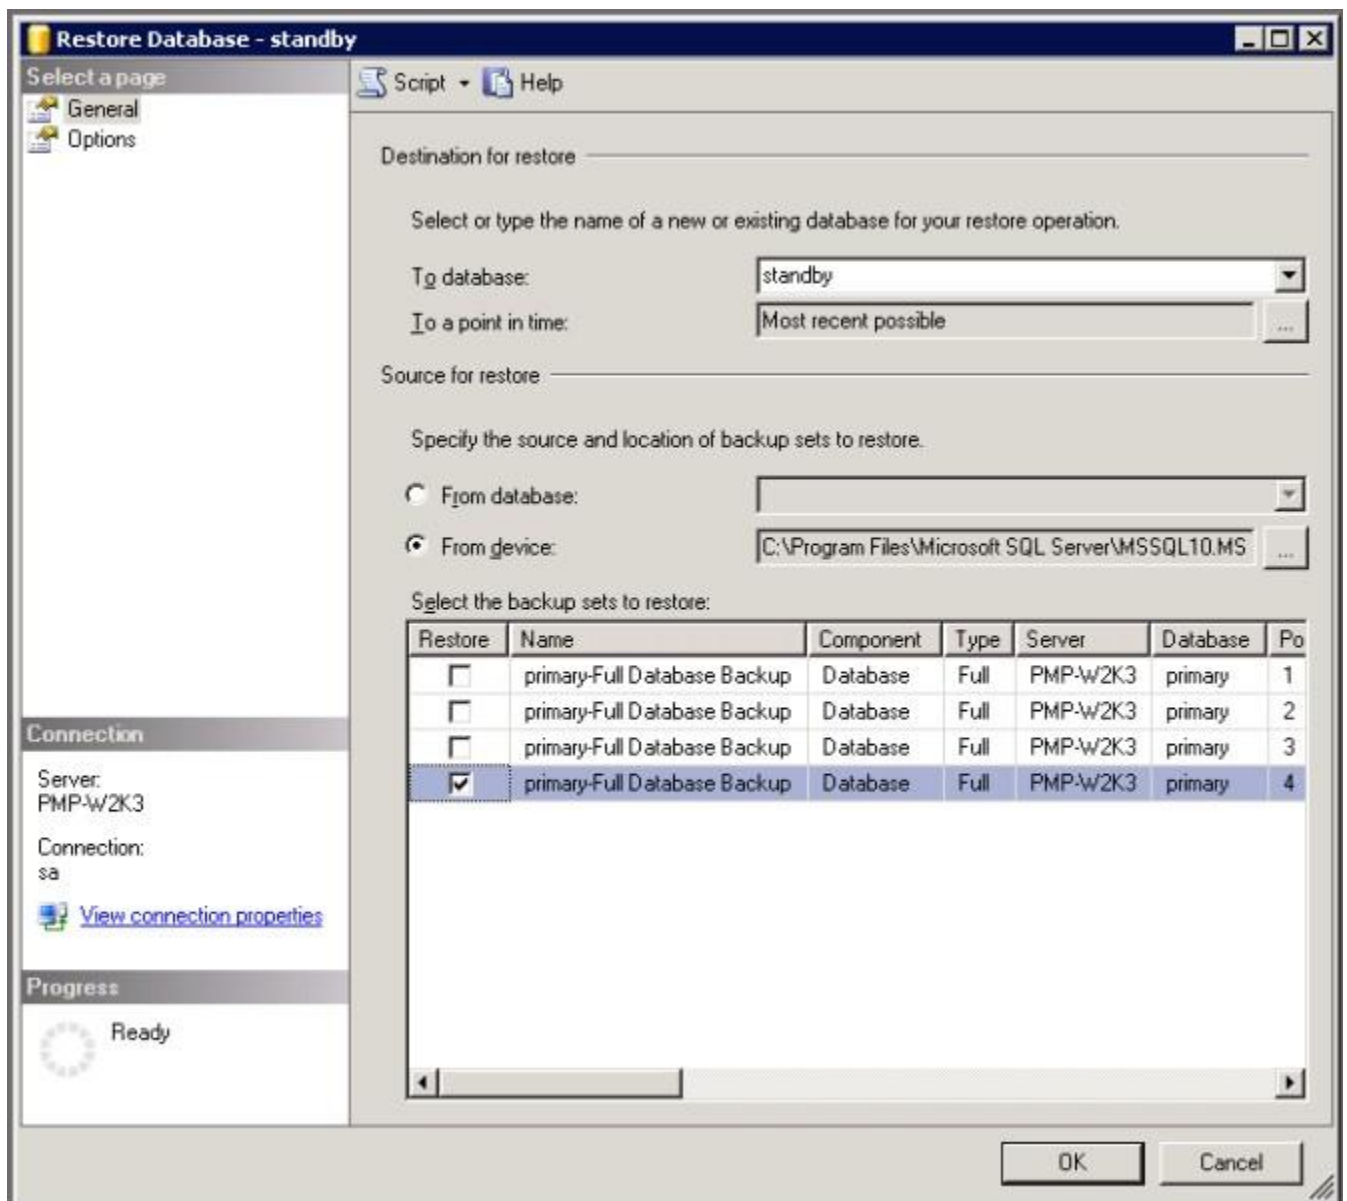 Restore Database - standby
Select a page
General
Options
Script Help
Destination for restore
Select or type the name of a new or existing database for your restore operation.
To database: standby
To a point in time: Most recent possible ...
Source for restore
Specify the source and location of backup sets to restore.
From database:
From device: C:\Program Files\Microsoft SQL Server\MSSQL10.MS ...
Select the backup sets to restore:
Restore Name Component Type Server Database Po
primary-Full Database Backup Database Full PMP-W2K3 primary 1
primary-Full Database Backup Database Full PMP-W2K3 primary 2
primary-Full Database Backup Database Full PMP-W2K3 primary 3
primary-Full Database Backup Database Full PMP-W2K3 primary 4
Connection
Server:
PMP-W2K3
Connection:
sa
View connection properties
Progress
Ready
OK Cancel